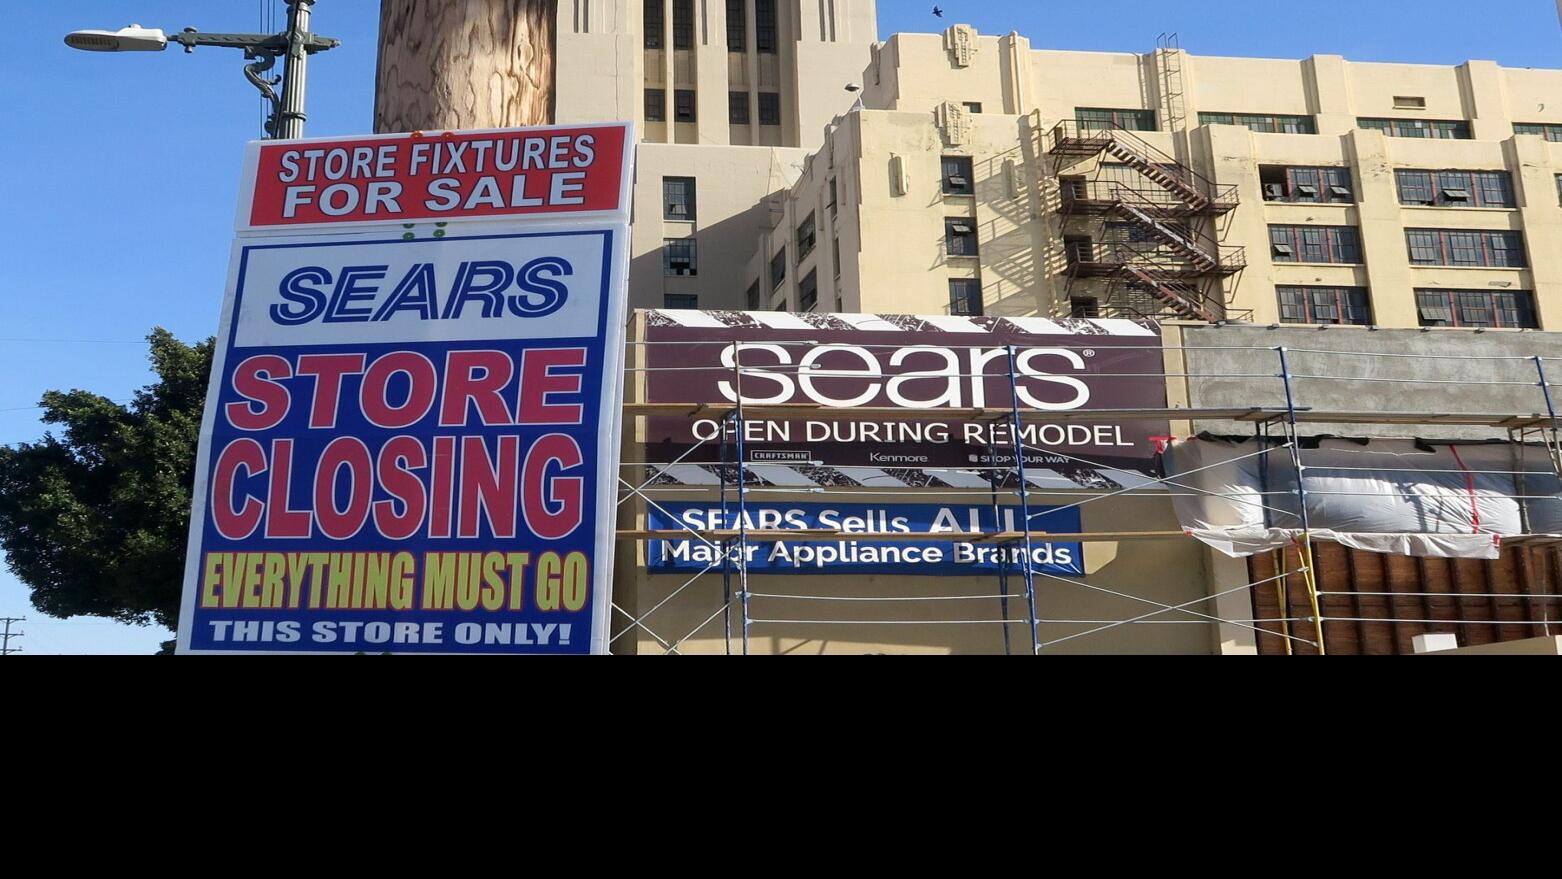 STORE FIXTURES
FOR SALE
SEARS
STORE
CLOSING
EVERYTHING MUST GO
THIS STORE ONLY!
sears®
OPEN DURING REMODEL
CRAFTSMAN Kenmore SHOP YOUR WAY
SEARS Sells ALL
Major Appliance Brands